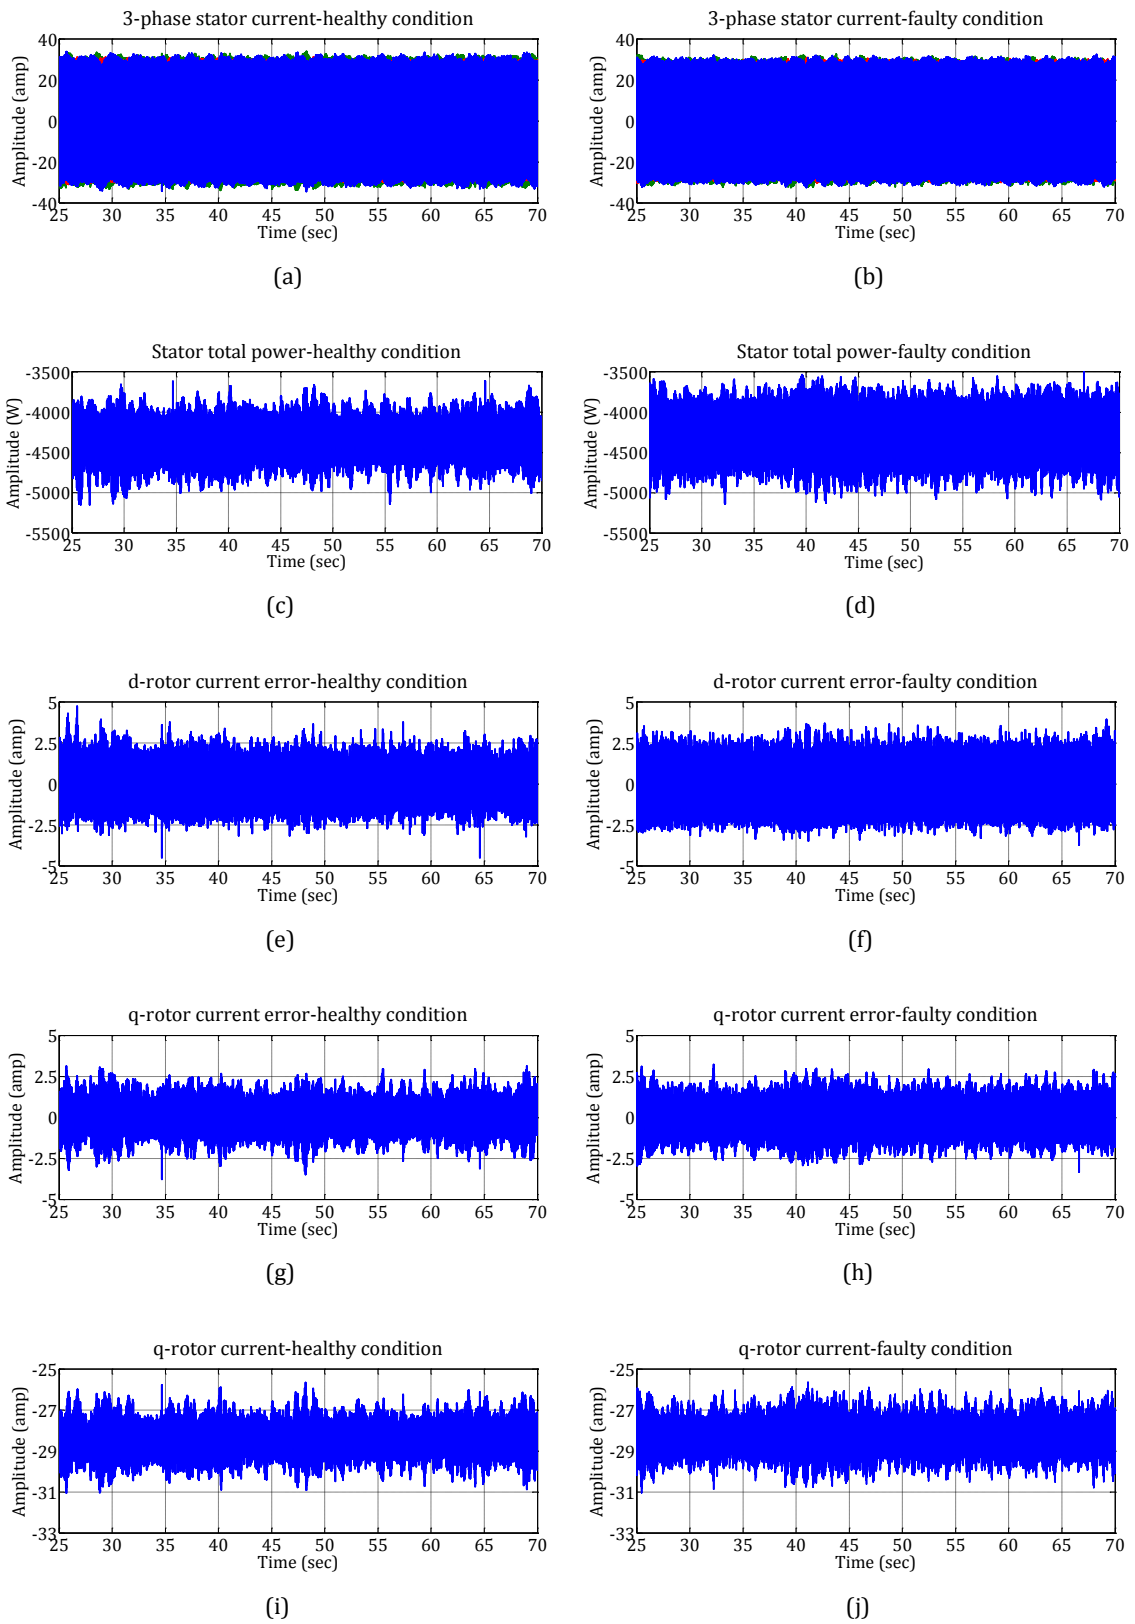 3-phase stator current-healthy condition
Amplitude (amp)
40
20
0
-20
-40
25 30 35 40 45 50 55 60 65 70
Time (sec)
(a)
3-phase stator current-faulty condition
Amplitude (amp)
40
20
0
-20
-40
25 30 35 40 45 50 55 60 65 70
Time (sec)
(b)
Stator total power-healthy condition
Amplitude (W)
-3500
-4000
-4500
-5000
-5500
25 30 35 40 45 50 55 60 65 70
Time (sec)
(c)
Stator total power-faulty condition
Amplitude (W)
-3500
-4000
-4500
-5000
-5500
25 30 35 40 45 50 55 60 65 70
Time (sec)
(d)
d-rotor current error-healthy condition
Amplitude (amp)
5
2.5
0
-2.5
-5
25 30 35 40 45 50 55 60 65 70
Time (sec)
(e)
d-rotor current error-faulty condition
Amplitude (amp)
5
2.5
0
-2.5
-5
25 30 35 40 45 50 55 60 65 70
Time (sec)
(f)
q-rotor current error-healthy condition
Amplitude (amp)
5
2.5
0
-2.5
-5
25 30 35 40 45 50 55 60 65 70
Time (sec)
(g)
q-rotor current error-faulty condition
Amplitude (amp)
5
2.5
0
-2.5
-5
25 30 35 40 45 50 55 60 65 70
Time (sec)
(h)
q-rotor current-healthy condition
Amplitude (amp)
-25
-27
-29
-31
-33
25 30 35 40 45 50 55 60 65 70
Time (sec)
(i)
q-rotor current-faulty condition
Amplitude (amp)
-25
-27
-29
-31
-33
25 30 35 40 45 50 55 60 65 70
Time (sec)
(j)